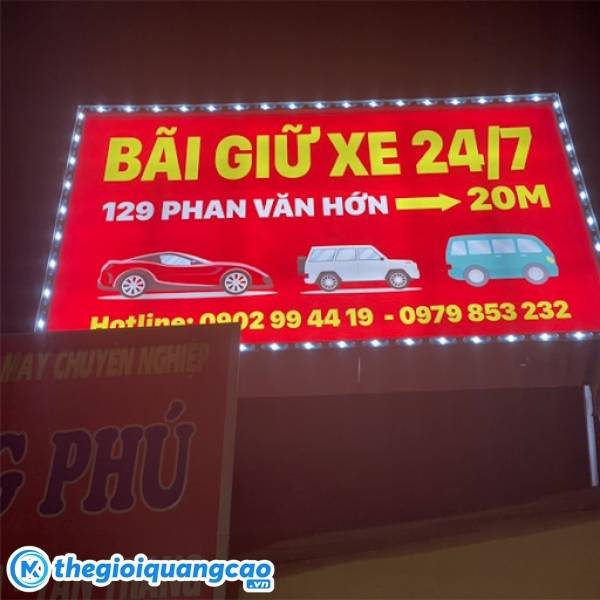 BÃI GIỮ XE 24/7
129 PHAN VĂN HỚN 20M
Hotline: 0902 99 44 19 - 0979 853 232
MAY CHUYÊN NGHIỆP
PHÚ
thegioiquangcao
.vn